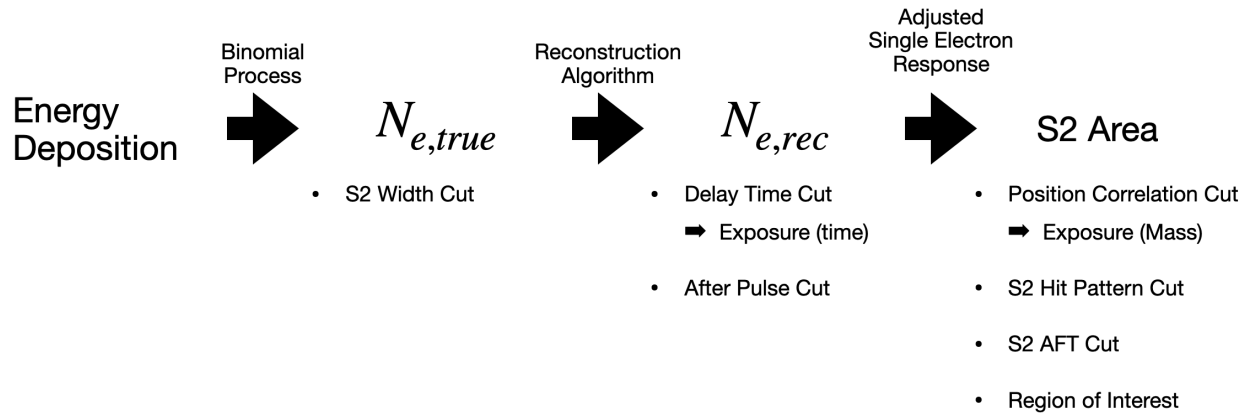 Energy
Deposition
Binomial
Process
N_{e,true}
• S2 Width Cut
Reconstruction
Algorithm
N_{e,rec}
• Delay Time Cut
➡ Exposure (time)
• After Pulse Cut
Adjusted
Single Electron
Response
S2 Area
• Position Correlation Cut
➡ Exposure (Mass)
• S2 Hit Pattern Cut
• S2 AFT Cut
• Region of Interest